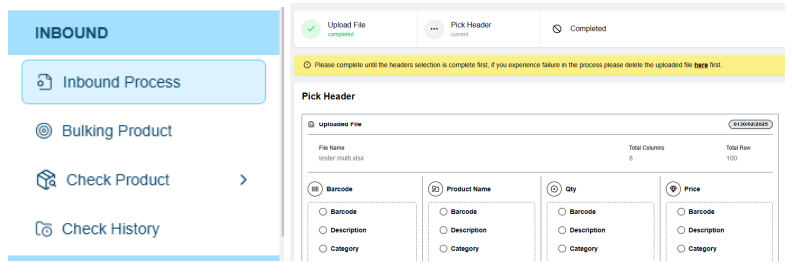 INBOUND
Inbound Process
Bulking Product
Check Product
Check History
Upload File
completed
Pick Header
current
Completed
Please complete until the headers selection is complete first, if you experience failure in the process please delete the uploaded file here first.
Pick Header
Uploaded File
0130/02/2025
File Name
Total Columns
Total Row
tester multi.xlsx
8
100
Barcode
Product Name
Qty
Price
Barcode
Barcode
Barcode
Barcode
Description
Description
Description
Description
Category
Category
Category
Category